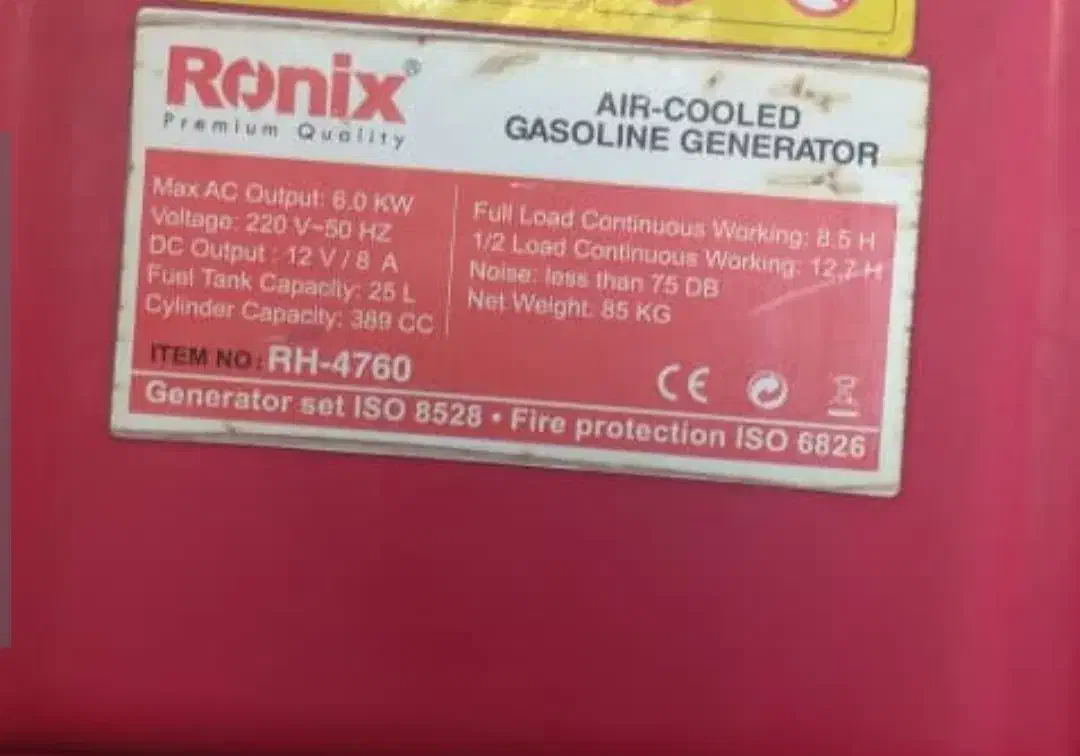 Ronix®
Premium Quality
AIR-COOLED
GASOLINE GENERATOR
Max AC Output: 6.0 KW
Voltage: 220 V~50 HZ
DC Output : 12 V / 8 A
Fuel Tank Capacity: 25 L
Cylinder Capacity: 389 CC
Full Load Continuous Working: 8.5 H
1/2 Load Continuous Working: 12,7 H
Noise: less than 75 DB
Net Weight: 85 KG
ITEM NO: RH-4760
CE
Generator set ISO 8528 • Fire protection ISO 6826